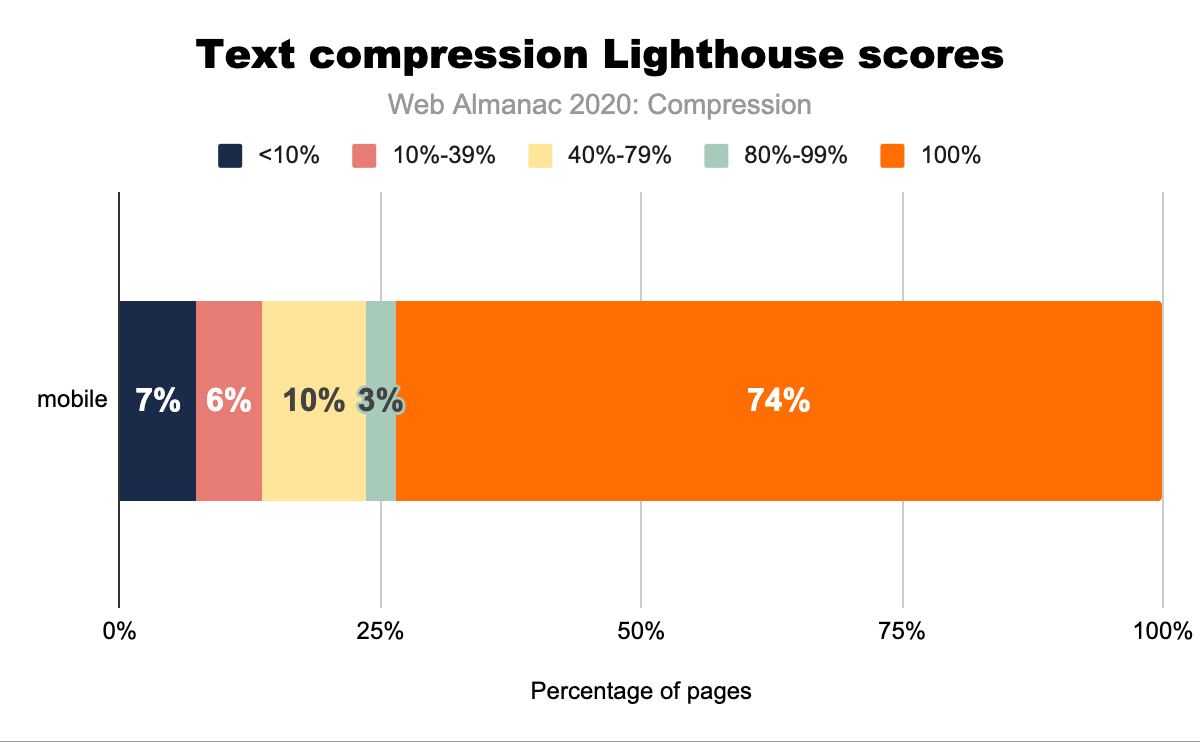 Text compression Lighthouse scores
Web Almanac 2020: Compression
<10% 10%-39% 40%-79% 80%-99% 100%
mobile 7% 6% 10% 3% 74%
0% 25% 50% 75% 100%
Percentage of pages